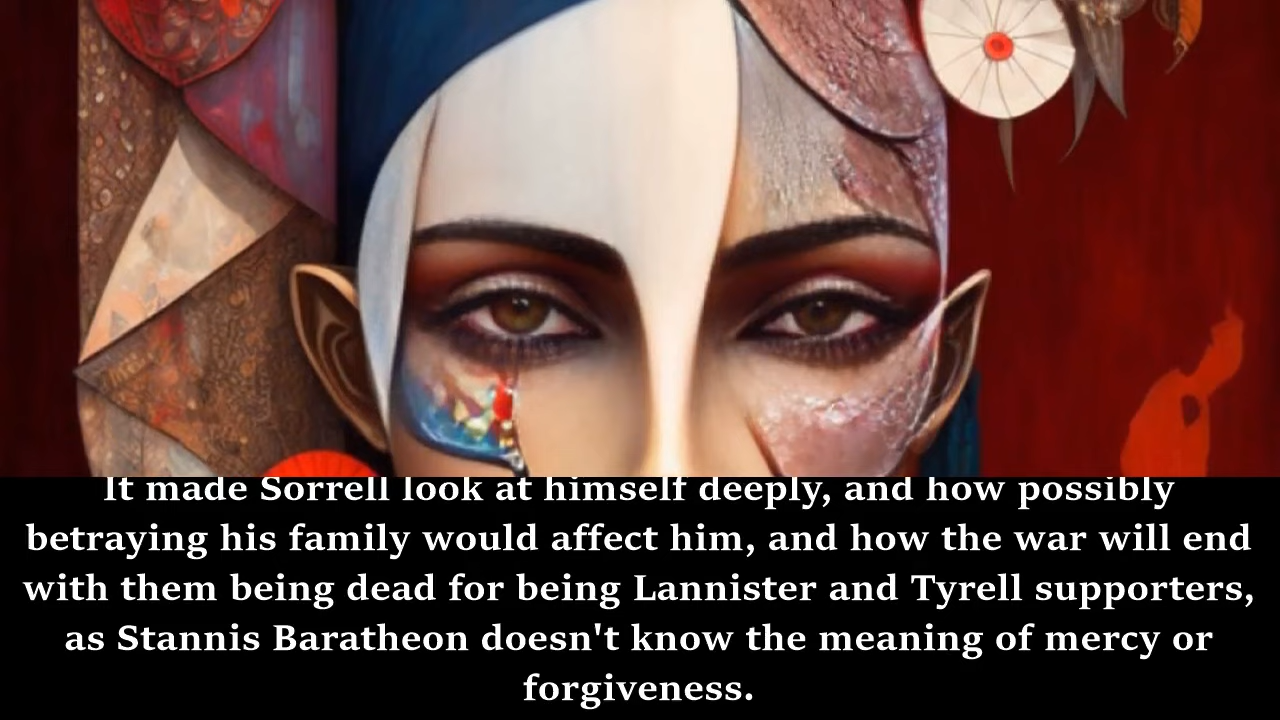 It made Sorrell look at himself deeply, and how possibly
betraying his family would affect him, and how the war will end
with them being dead for being Lannister and Tyrell supporters,
as Stannis Baratheon doesn't know the meaning of mercy or
forgiveness.